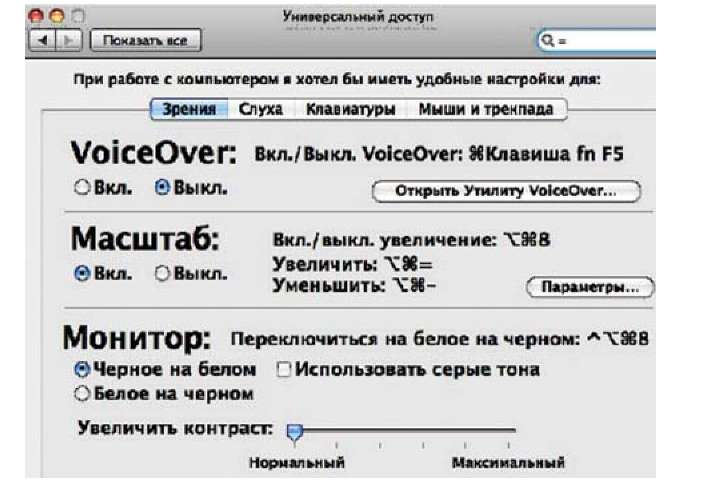 Универсальный доступ
Показать все
=
При работе с компьютером я хотел бы иметь удобные настройки для:
Зрения Слуха Клавиатуры Мыши и трекпада
VoiceOver: Вкл./Выкл. VoiceOver: ⌘Клавиша fn F5
Вкл. Выкл. Открыть Утилиту VoiceOver...
Масштаб: Вкл./выкл. увеличение: ⌥⌘8
Вкл. Выкл. Увеличить: ⌥⌘=
Уменьшить: ⌥⌘- Параметры...
Монитор: Переключиться на белое на черном: ^⌥⌘8
Черное на белом Использовать серые тона
Белое на черном
Увеличить контраст:
Нормальный Максимальный